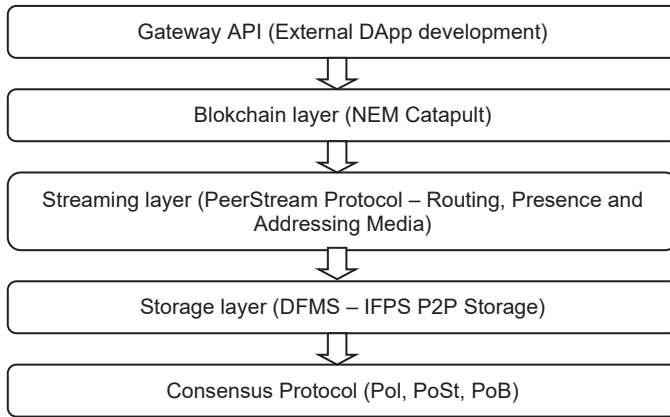 Gateway API (External DApp development)
Blokchain layer (NEM Catapult)
Streaming layer (PeerStream Protocol – Routing, Presence and
Addressing Media)
Storage layer (DFMS – IFPS P2P Storage)
Consensus Protocol (PoI, PoSt, PoB)